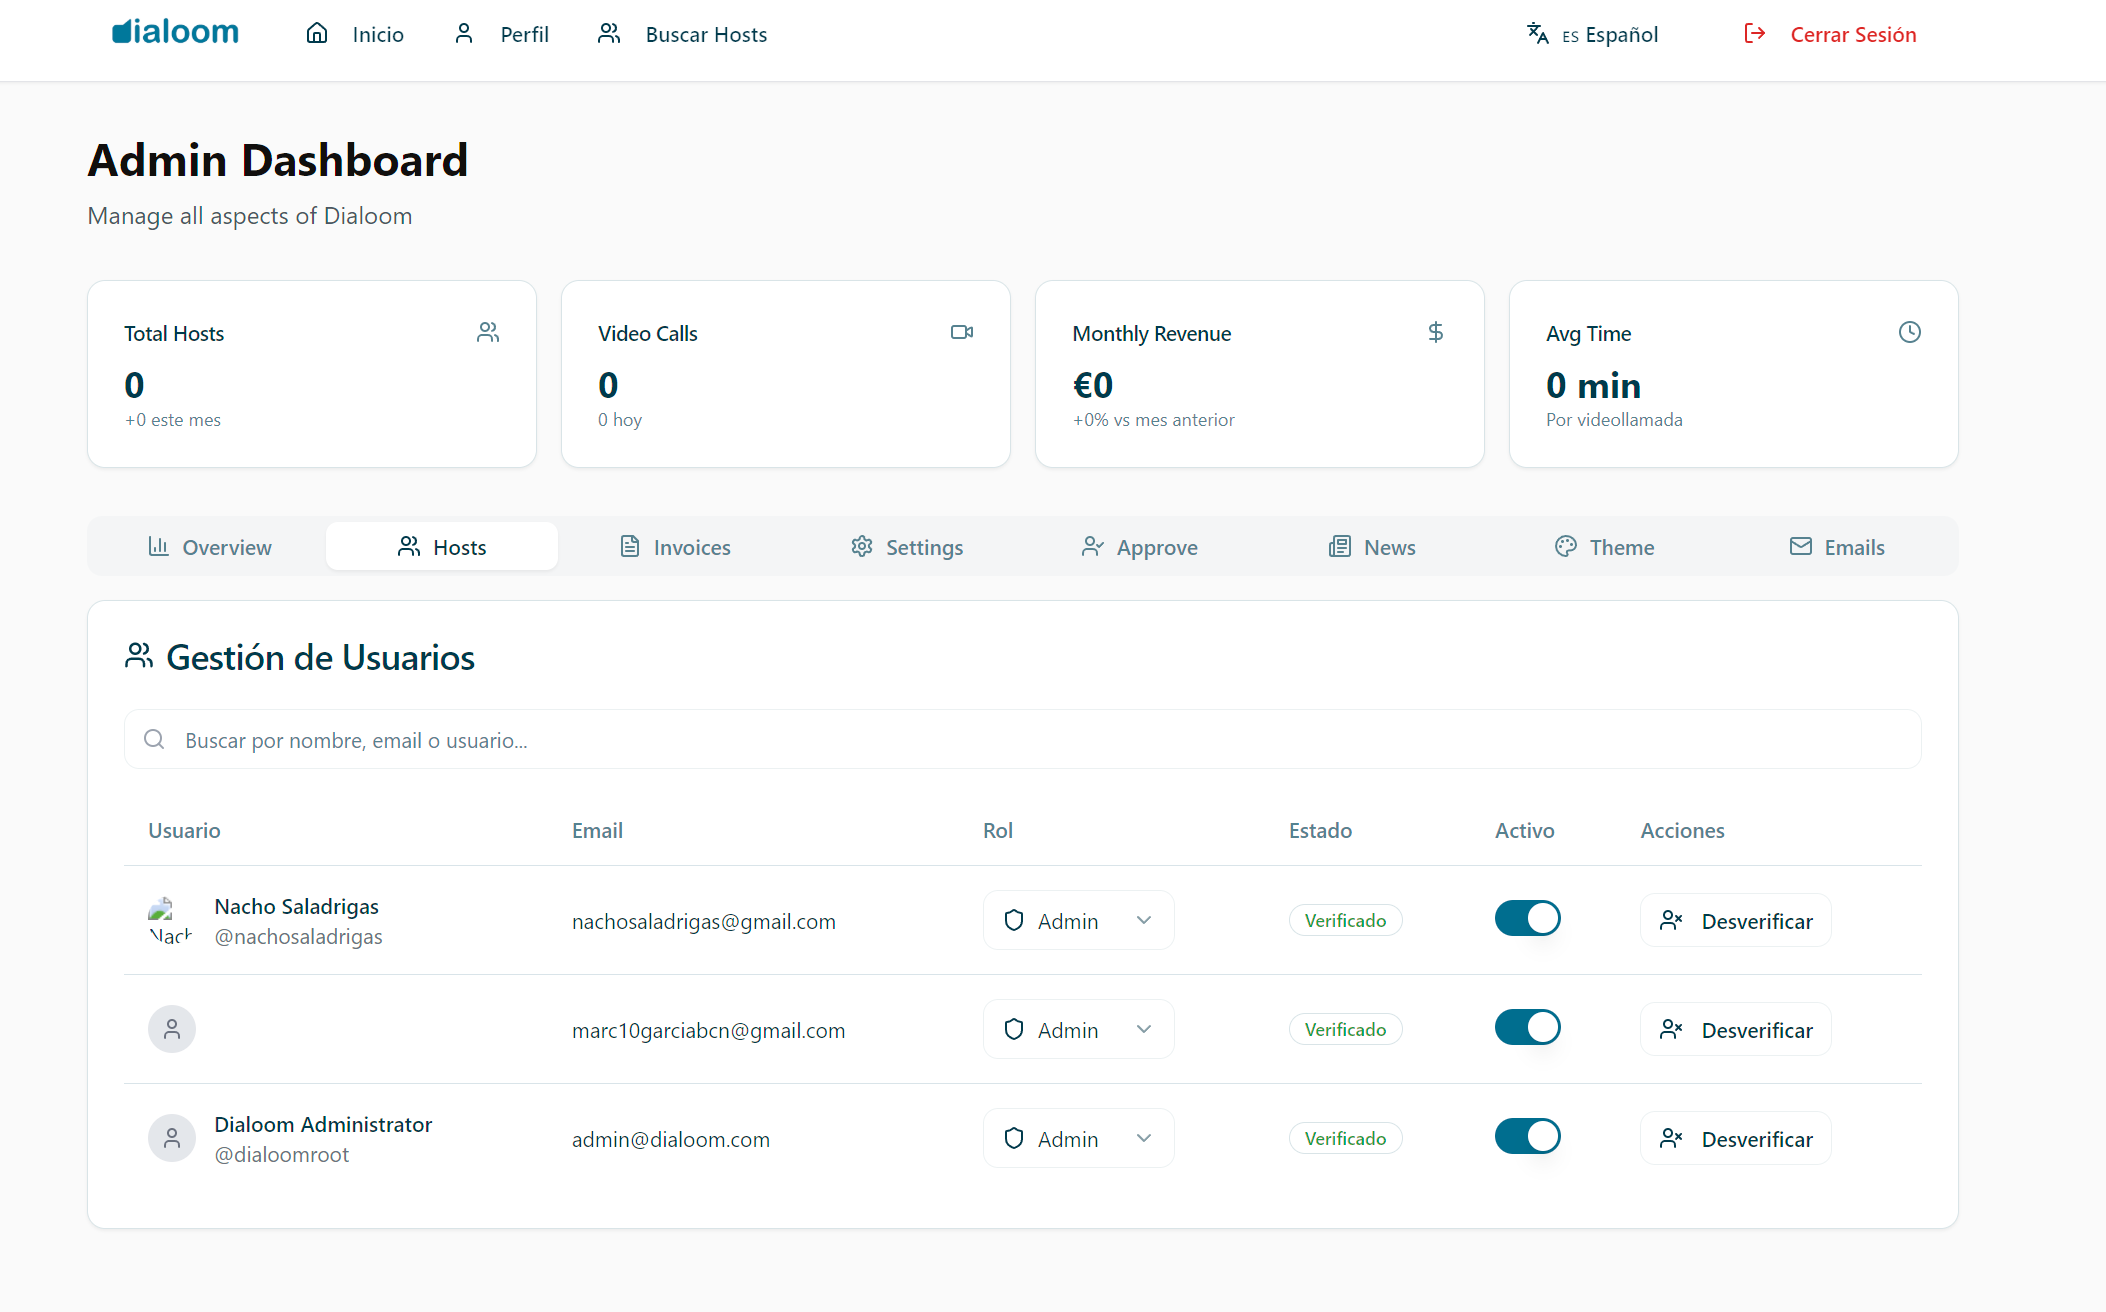 dialoom
Inicio
Perfil
Buscar Hosts
ES Español
Cerrar Sesión
Admin Dashboard
Manage all aspects of Dialoom
Total Hosts
0
+0 este mes
Video Calls
0
0 hoy
Monthly Revenue
€0
+0% vs mes anterior
Avg Time
0 min
Por videollamada
Overview
Hosts
Invoices
Settings
Approve
News
Theme
Emails
Gestión de Usuarios
Buscar por nombre, email o usuario...
Usuario Email Rol Estado Activo Acciones
Nach
Nacho Saladrigas
@nachosaladrigas
nachosaladrigas@gmail.com
Admin
Verificado
Desverificar
marc10garciabcn@gmail.com
Admin
Verificado
Desverificar
Dialoom Administrator
@dialoomroot
admin@dialoom.com
Admin
Verificado
Desverificar